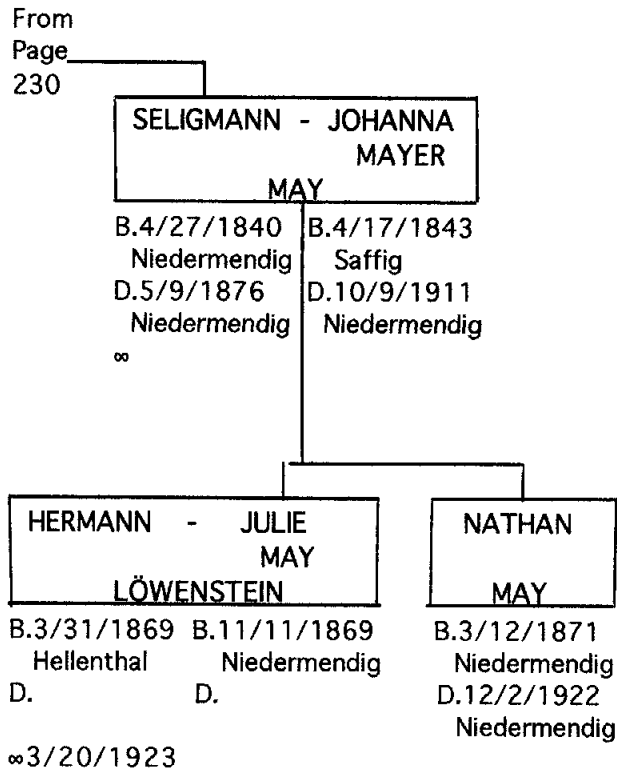 From
Page
230
SELIGMANN - JOHANNA
MAYER
MAY
B.4/27/1840 B.4/17/1843
Niedermendig Saffig
D.5/9/1876 D.10/9/1911
Niedermendig Niedermendig
∞
HERMANN - JULIE
MAY
LÖWENSTEIN
B.3/31/1869 B.11/11/1869
Hellenthal Niedermendig
D. D.
∞3/20/1923
NATHAN
MAY
B.3/12/1871
Niedermendig
D.12/2/1922
Niedermendig